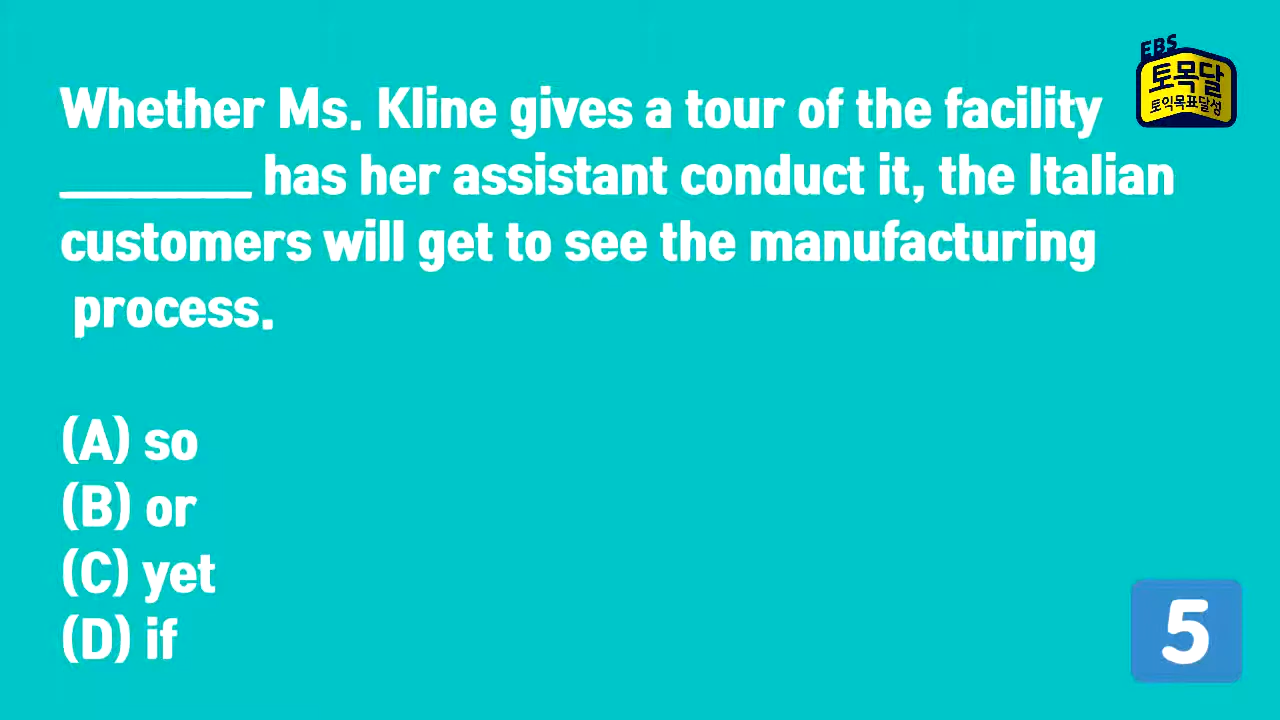 EBS
토목달
토익목표달성
Whether Ms. Kline gives a tour of the facility
________ has her assistant conduct it, the Italian
customers will get to see the manufacturing
process.
(A) so
(B) or
(C) yet
(D) if
5